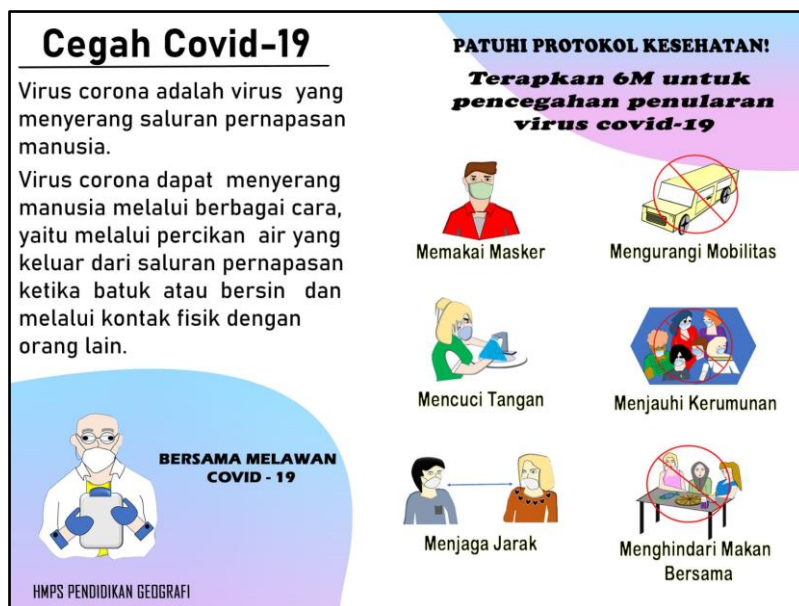 Cegah Covid-19
Virus corona adalah virus yang
menyerang saluran pernapasan
manusia.
Virus corona dapat menyerang
manusia melalui berbagai cara,
yaitu melalui percikan air yang
keluar dari saluran pernapasan
ketika batuk atau bersin dan
melalui kontak fisik dengan
orang lain.
BERSAMA MELAWAN
COVID - 19
HMPS PENDIDIKAN GEOGRAFI
PATUHI PROTOKOL KESEHATAN!
Terapkan 6M untuk
pencegahan penularan
virus covid-19
Memakai Masker
Mengurangi Mobilitas
Mencuci Tangan
Menjauhi Kerumunan
Menjaga Jarak
Menghindari Makan
Bersama